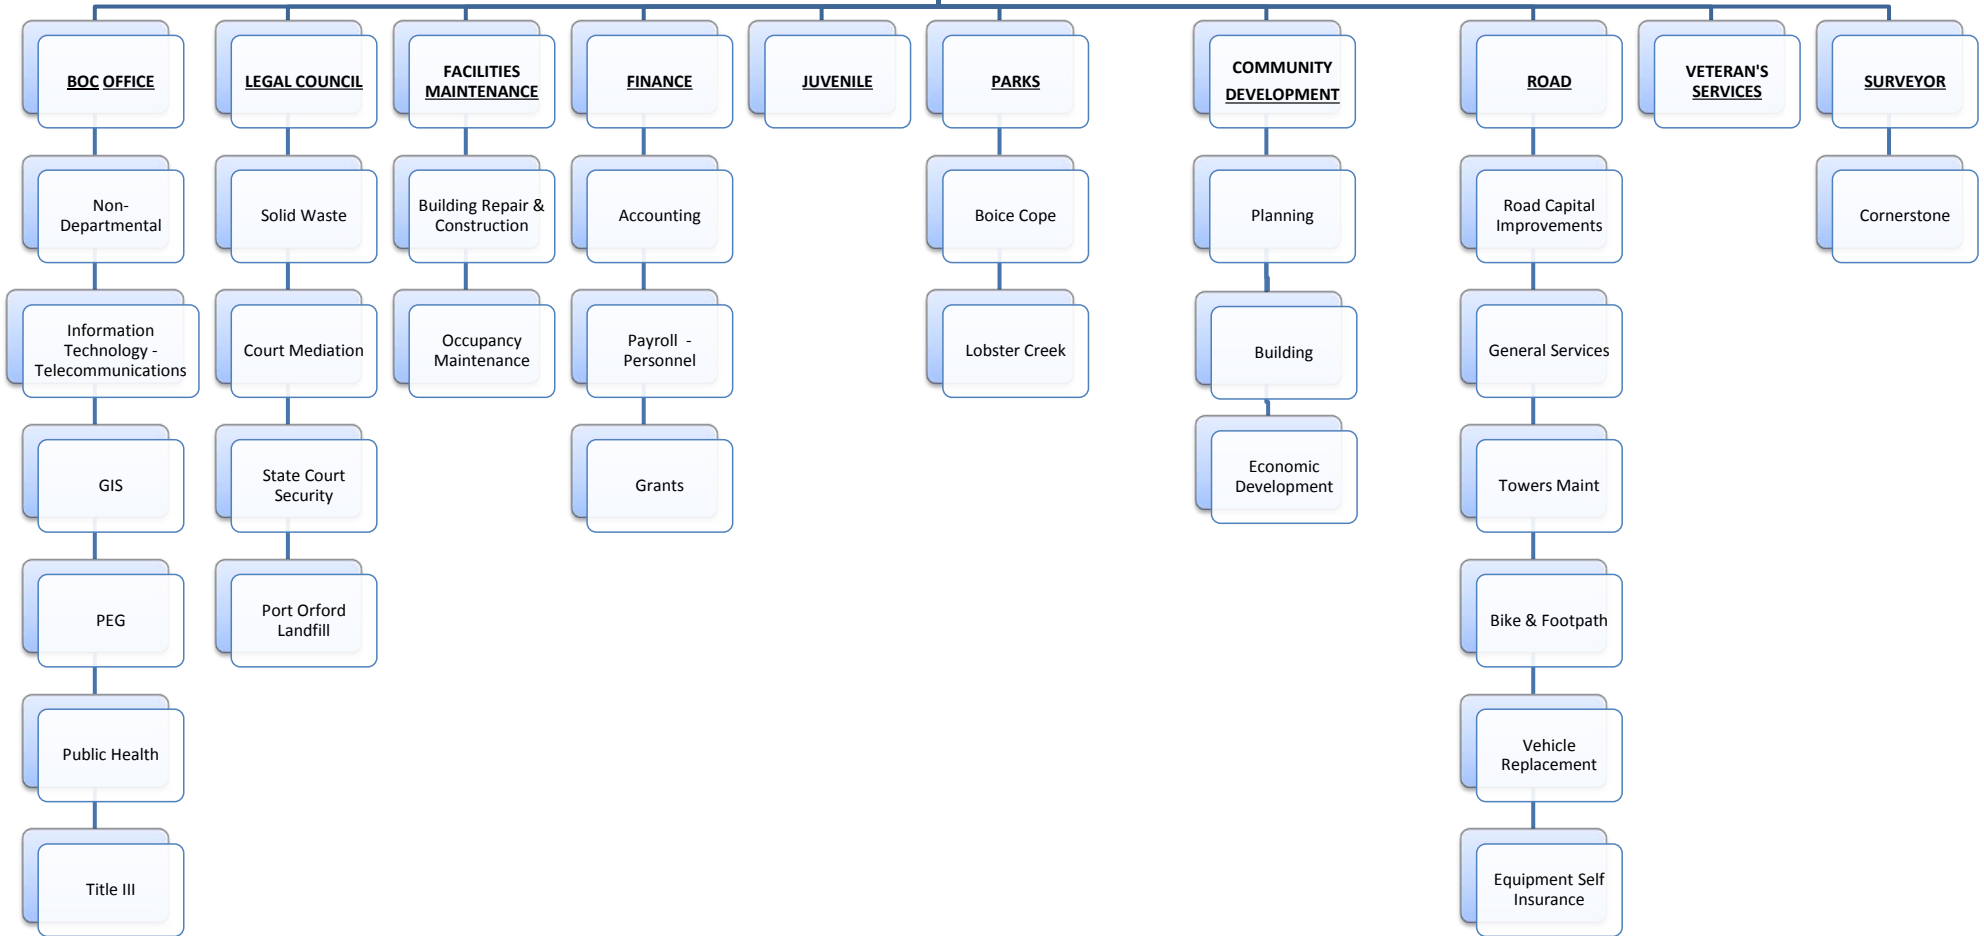 BOC OFFICE
Non-
Departmental
Information
Technology -
Telecommunications
GIS
PEG
Public Health
Title III
LEGAL COUNCIL
Solid Waste
Court Mediation
State Court
Security
Port Orford
Landfill
FACILITIES
MAINTENANCE
Building Repair &
Construction
Occupancy
Maintenance
FINANCE
Accounting
Payroll -
Personnel
Grants
JUVENILE
PARKS
Boice Cope
Lobster Creek
COMMUNITY
DEVELOPMENT
Planning
Building
Economic
Development
ROAD
Road Capital
Improvements
General Services
Towers Maint
Bike & Footpath
Vehicle
Replacement
Equipment Self
Insurance
VETERAN'S
SERVICES
SURVEYOR
Cornerstone